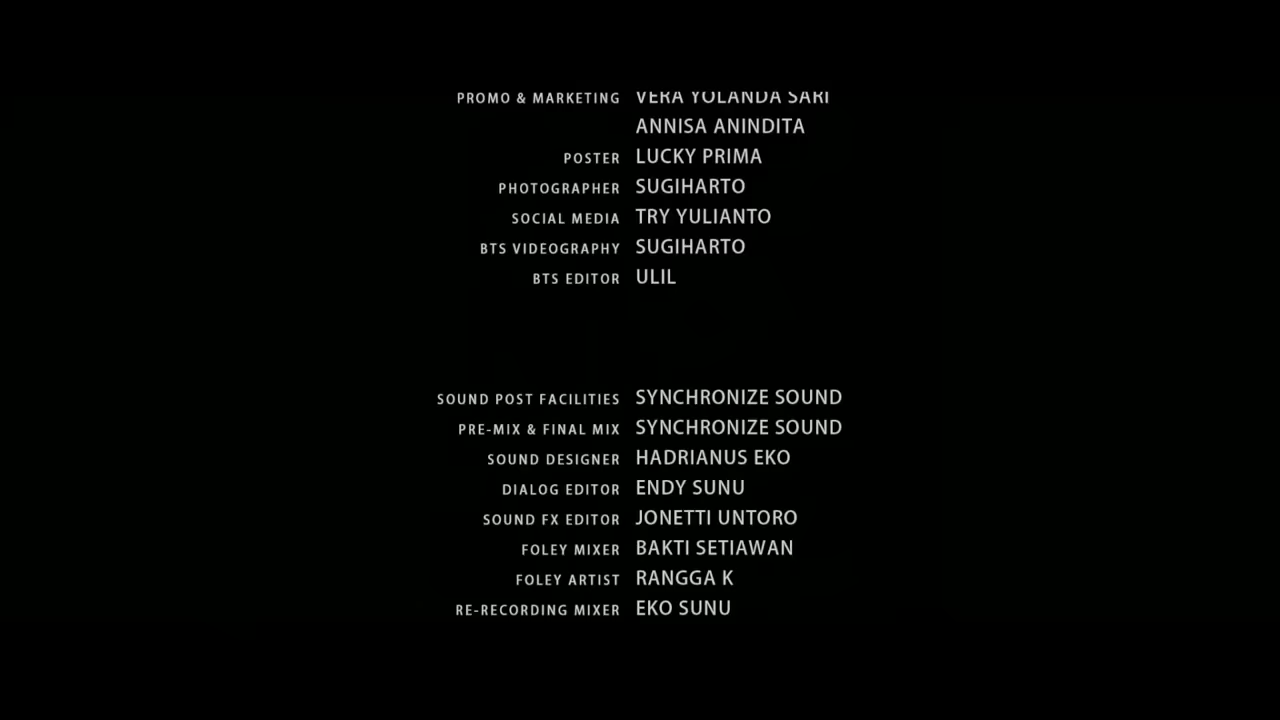 PROMO & MARKETING VERA YOLANDA SARI
ANNISA ANINDITA
POSTER LUCKY PRIMA
PHOTOGRAPHER SUGIHARTO
SOCIAL MEDIA TRY YULIANTO
BTS VIDEOGRAPHY SUGIHARTO
BTS EDITOR ULIL
SOUND POST FACILITIES SYNCHRONIZE SOUND
PRE-MIX & FINAL MIX SYNCHRONIZE SOUND
SOUND DESIGNER HADRIANUS EKO
DIALOG EDITOR ENDY SUNU
SOUND FX EDITOR JONETTI UNTORO
FOLEY MIXER BAKTI SETIAWAN
FOLEY ARTIST RANGGA K
RE-RECORDING MIXER EKO SUNU